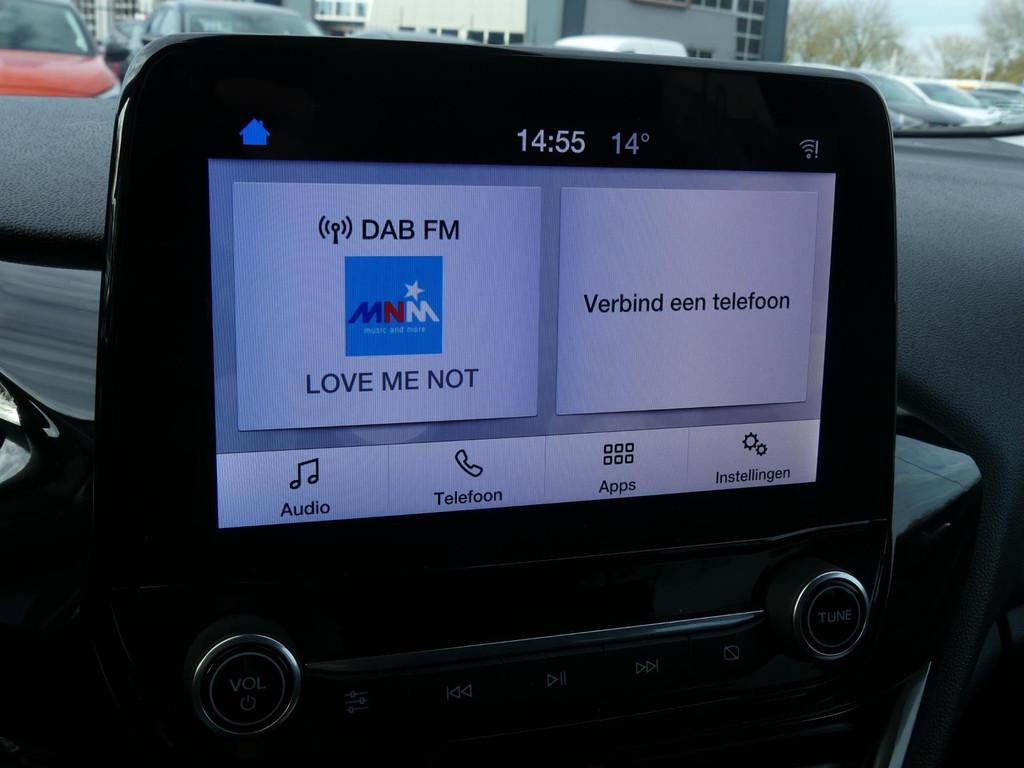 14:55 14°
DAB FM
MNM
music and more
LOVE ME NOT
Verbind een telefoon
Audio
Telefoon
Apps
Instellingen
VOL
TUNE